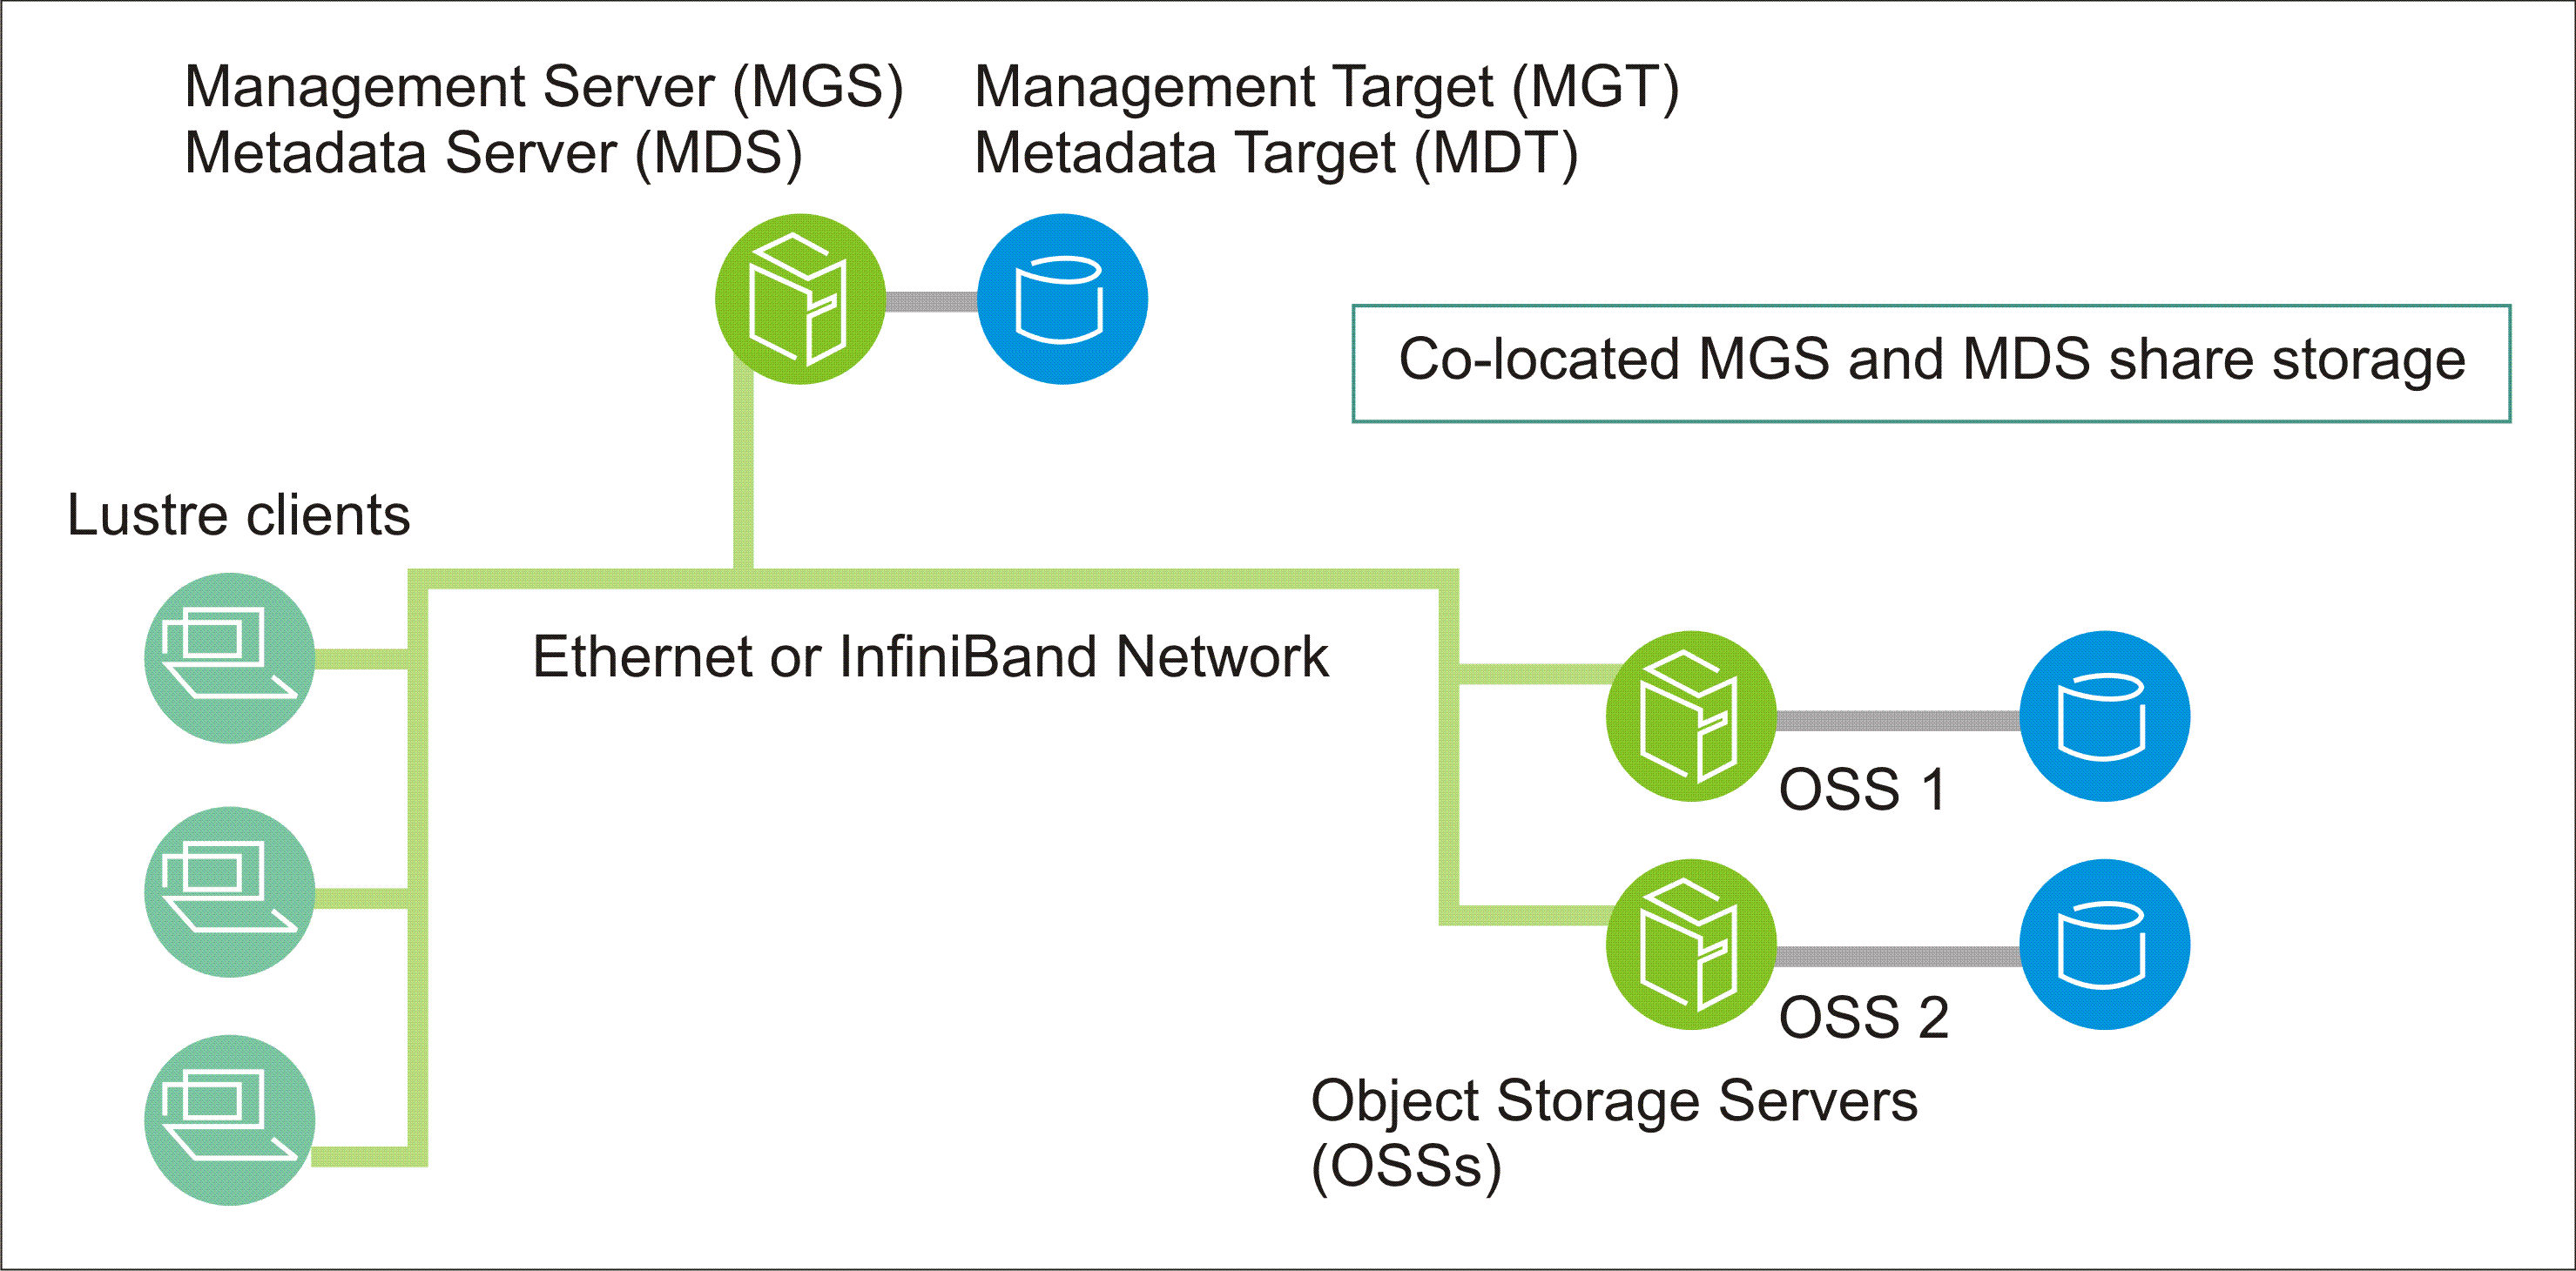 Management Server (MGS)
Metadata Server (MDS)
Management Target (MGT)
Metadata Target (MDT)
Co-located MGS and MDS share storage
Lustre clients
Ethernet or InfiniBand Network
OSS 1
OSS 2
Object Storage Servers
(OSSs)